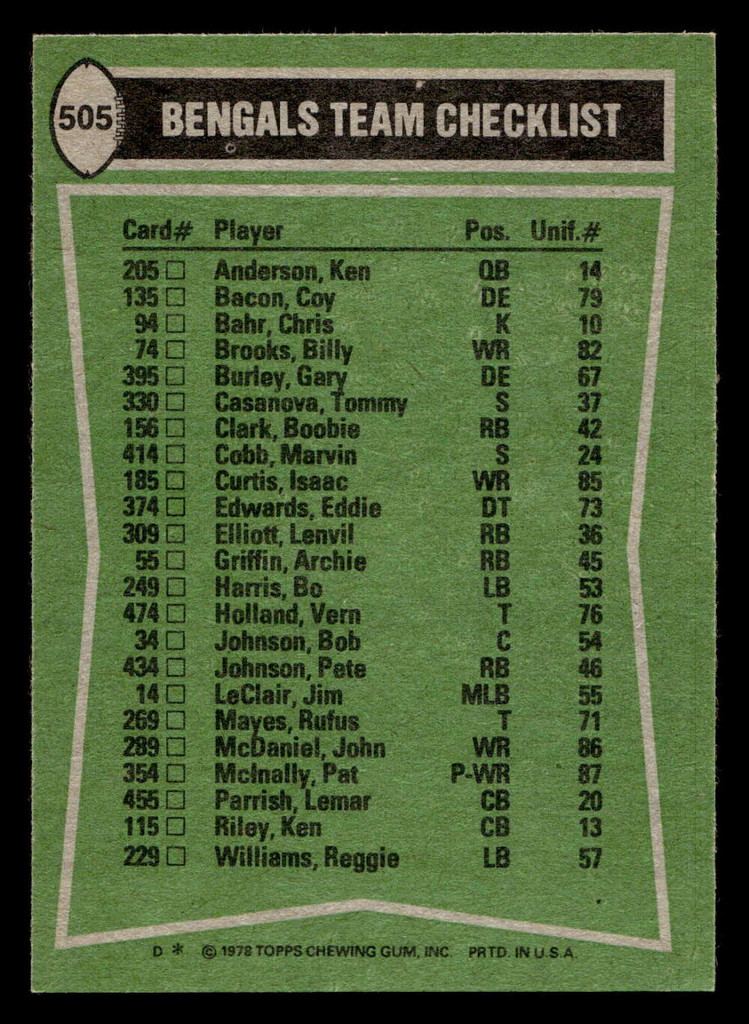 505 BENGALS TEAM CHECKLIST
Card# Player Pos. Unif.#
205 □ Anderson, Ken QB 14
135 □ Bacon, Coy DE 79
94 □ Bahr, Chris K 10
74 □ Brooks, Billy WR 82
395 □ Burley, Gary DE 67
330 □ Casanova, Tommy S 37
156 □ Clark, Boobie RB 42
414 □ Cobb, Marvin S 24
185 □ Curtis, Isaac WR 85
374 □ Edwards, Eddie DT 73
309 □ Elliott, Lenvil RB 36
55 □ Griffin, Archie RB 45
249 □ Harris, Bo LB 53
474 □ Holland, Vern T 76
34 □ Johnson, Bob C 54
434 □ Johnson, Pete RB 46
14 □ LeClair, Jim MLB 55
269 □ Mayes, Rufus T 71
289 □ McDaniel, John WR 86
354 □ McInally, Pat P-WR 87
455 □ Parrish, Lemar CB 20
115 □ Riley, Ken CB 13
229 □ Williams, Reggie LB 57
D * © 1978 TOPPS CHEWING GUM, INC. PRTD. IN U.S.A.